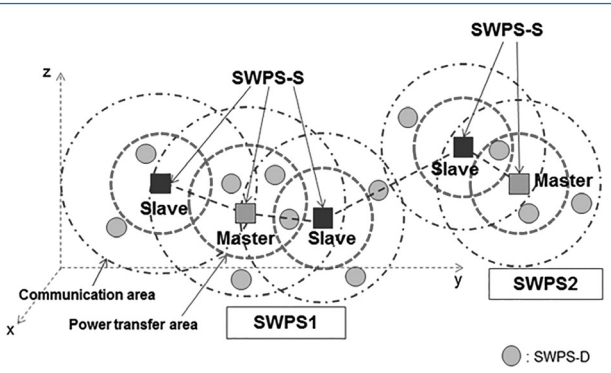 SWPS-S
SWPS-S
z
Slave
Master
Slave
Slave
Master
Communication area
y
x
Power transfer area
SWPS1
SWPS2
: SWPS-D